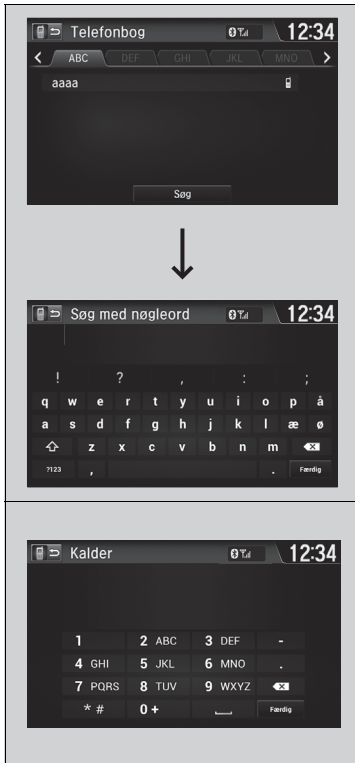 Telefonbog 12:34
ABC DEF GHI JKL MNO
aaaa
Søg
Søg med nøgleord 12:34
! ? , : ;
q w e r t y u i o p å
a s d f g h j k l æ ø
z x c v b n m
?123 , . Færdig
Kalder 12:34
1 2 ABC 3 DEF -
4 GHI 5 JKL 6 MNO .
7 PQRS 8 TUV 9 WXYZ
* # 0 + Færdig